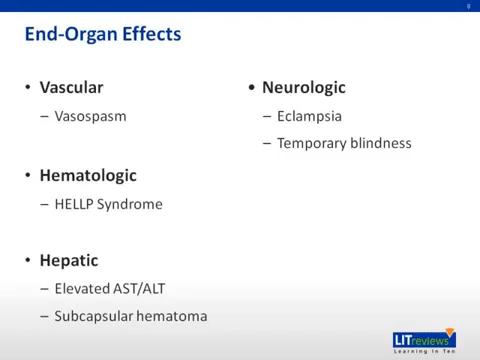 8
End-Organ Effects
• Vascular
– Vasospasm
• Hematologic
– HELLP Syndrome
• Hepatic
– Elevated AST/ALT
– Subcapsular hematoma
• Neurologic
– Eclampsia
– Temporary blindness
LITreviews
Learning In Ten